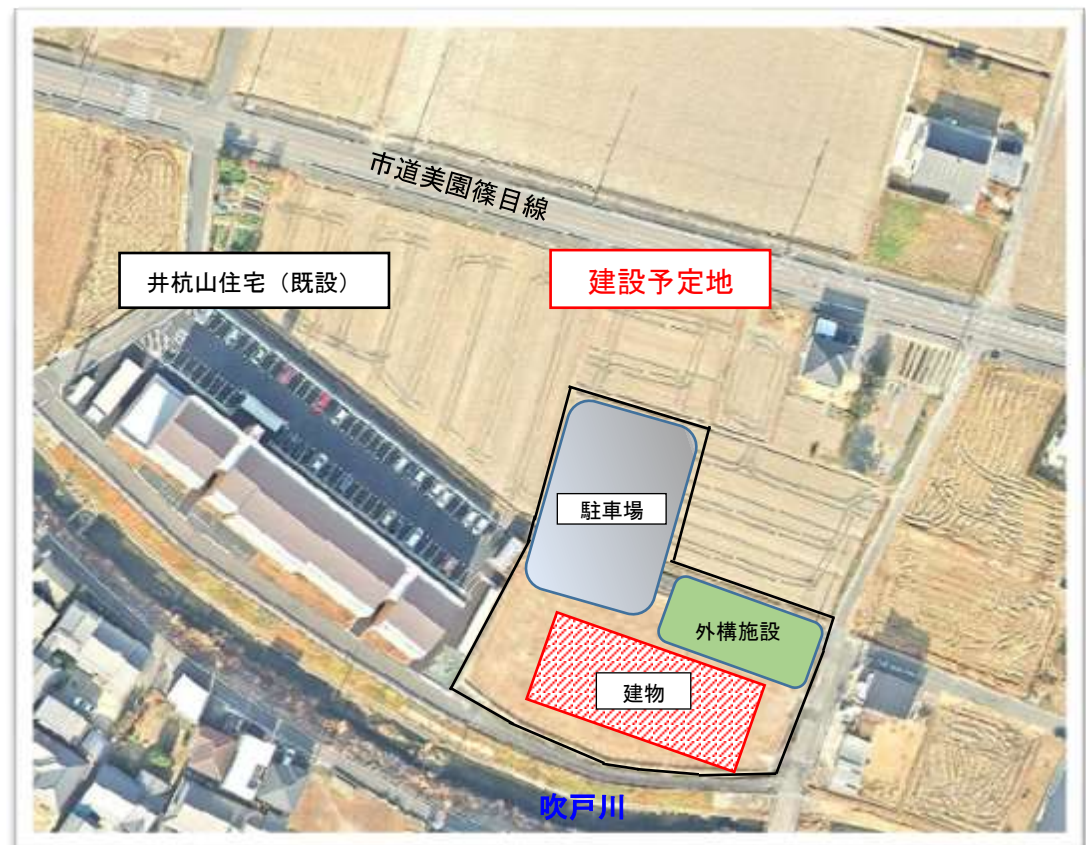 市道美園篠目線
井杭山住宅（既設）
建設予定地
駐車場
外構施設
建物
吹戸川